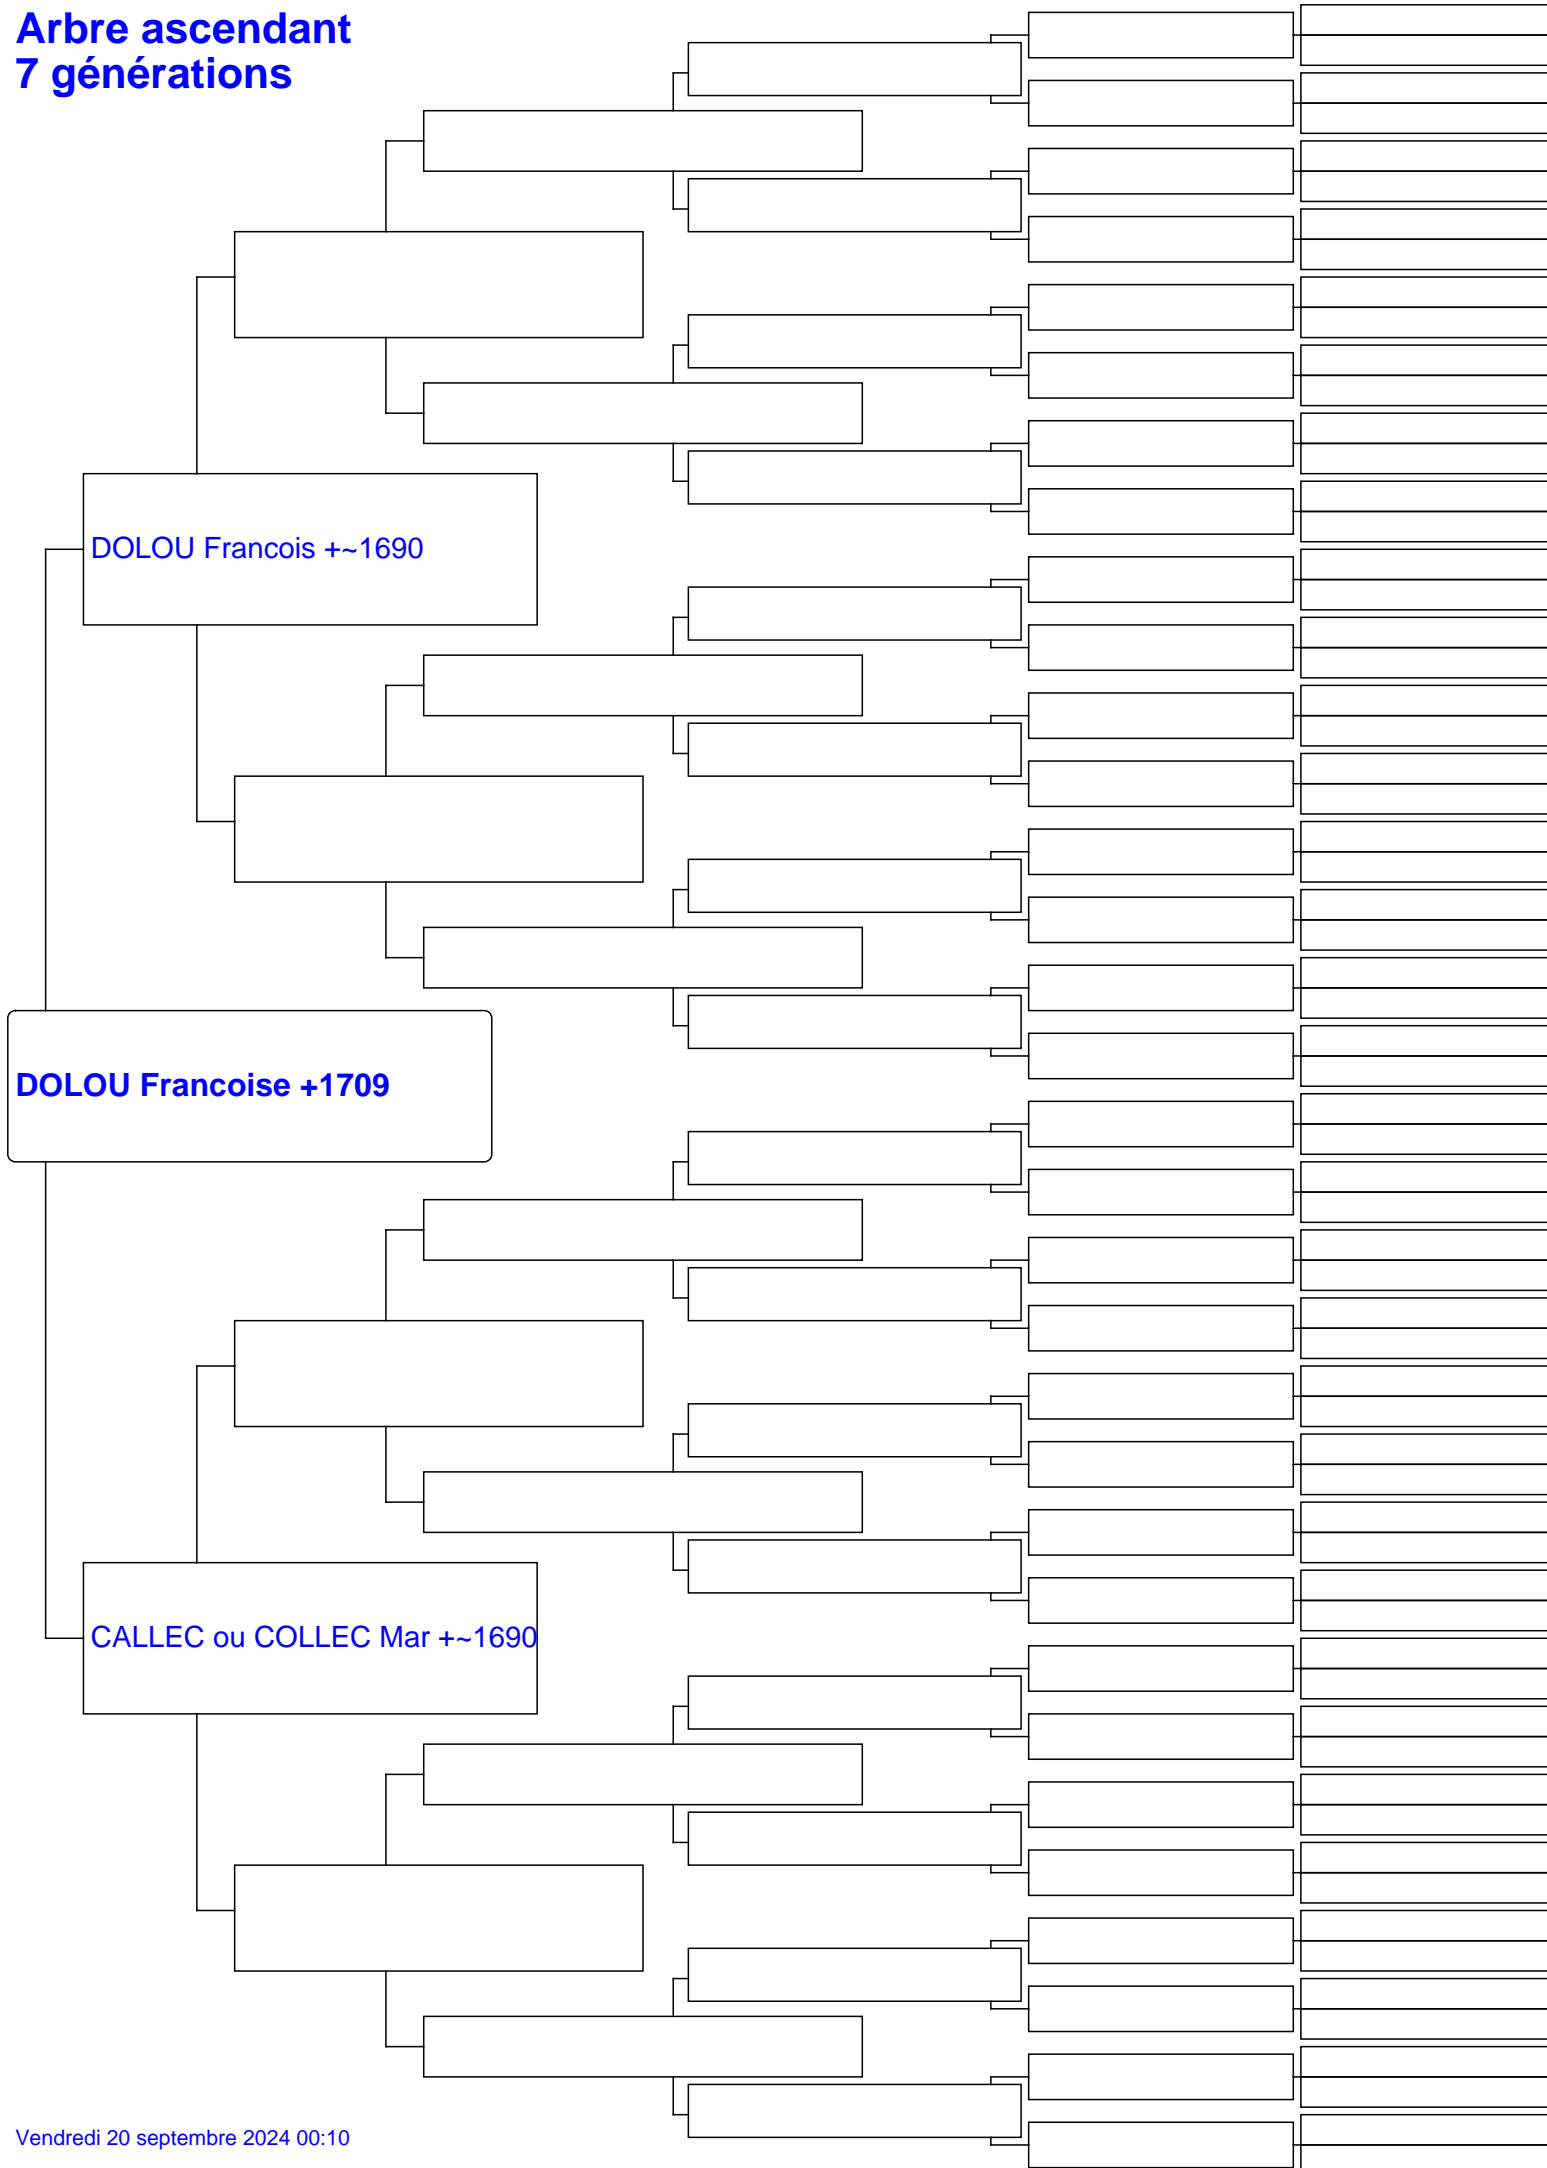 Arbre ascendant
7 générations
DOLOU Francois +~1690
DOLOU Francoise +1709
CALLEC ou COLLEC Mar +~1690
Vendredi 20 septembre 2024 00:10